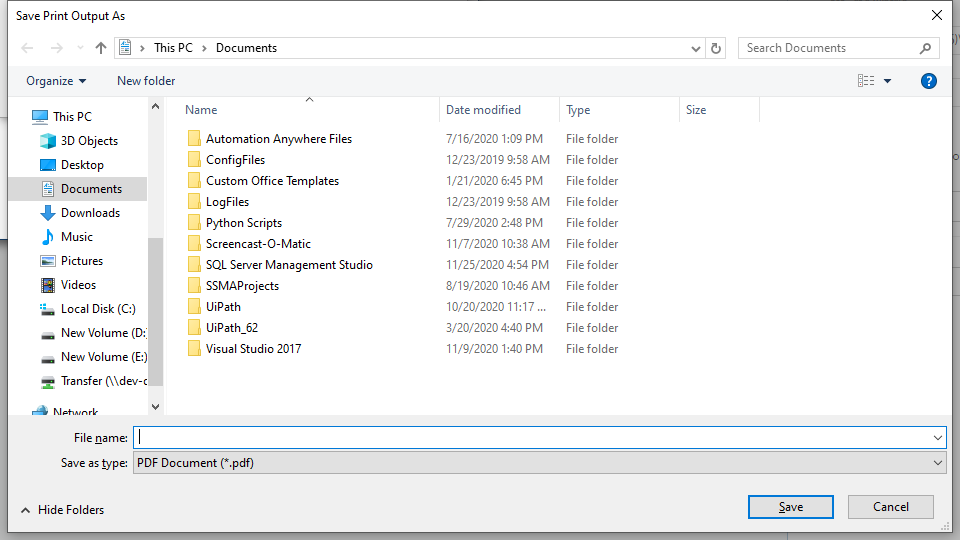 Save Print Output As
This PC > Documents
Search Documents
Organize
New folder
?
This PC
3D Objects
Desktop
Documents
Downloads
Music
Pictures
Videos
Local Disk (C:)
New Volume (D:
New Volume (E:)
Transfer (\\dev-c
Network
Name Date modified Type Size
Automation Anywhere Files 7/16/2020 1:09 PM File folder
ConfigFiles 12/23/2019 9:58 AM File folder
Custom Office Templates 1/21/2020 6:45 PM File folder
LogFiles 12/23/2019 9:58 AM File folder
Python Scripts 7/29/2020 2:48 PM File folder
Screencast-O-Matic 11/7/2020 10:38 AM File folder
SQL Server Management Studio 11/25/2020 4:54 PM File folder
SSMAProjects 8/19/2020 10:46 AM File folder
UiPath 10/20/2020 11:17 ... File folder
UiPath_62 3/20/2020 4:40 PM File folder
Visual Studio 2017 11/9/2020 1:40 PM File folder
File name:
Save as type: PDF Document (*.pdf)
Hide Folders
Save
Cancel